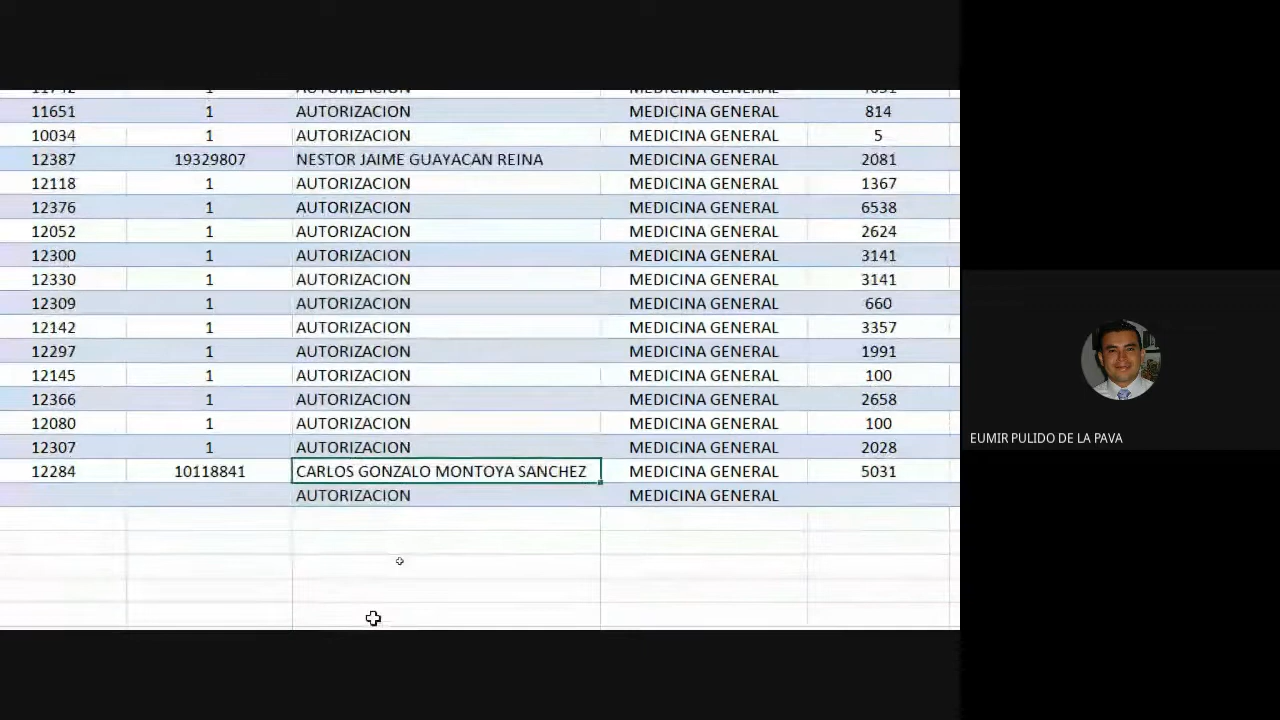 1 AUTORIZACION MEDICINA GENERAL
11651 1 AUTORIZACION MEDICINA GENERAL 814
10034 1 AUTORIZACION MEDICINA GENERAL 5
12387 19329807 NESTOR JAIME GUAYACAN REINA MEDICINA GENERAL 2081
12118 1 AUTORIZACION MEDICINA GENERAL 1367
12376 1 AUTORIZACION MEDICINA GENERAL 6538
12052 1 AUTORIZACION MEDICINA GENERAL 2624
12300 1 AUTORIZACION MEDICINA GENERAL 3141
12330 1 AUTORIZACION MEDICINA GENERAL 3141
12309 1 AUTORIZACION MEDICINA GENERAL 660
12142 1 AUTORIZACION MEDICINA GENERAL 3357
12297 1 AUTORIZACION MEDICINA GENERAL 1991
12145 1 AUTORIZACION MEDICINA GENERAL 100
12366 1 AUTORIZACION MEDICINA GENERAL 2658
12080 1 AUTORIZACION MEDICINA GENERAL 100
12307 1 AUTORIZACION MEDICINA GENERAL 2028
12284 10118841 CARLOS GONZALO MONTOYA SANCHEZ MEDICINA GENERAL 5031
AUTORIZACION MEDICINA GENERAL
EUMIR PULIDO DE LA PAVA